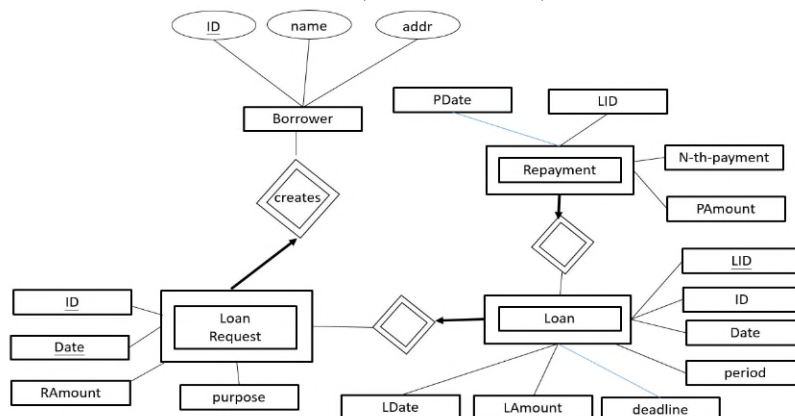 ID
name
addr
Borrower
PDate
LID
Repayment
N-th-payment
PAmount
creates
LID
ID
Date
period
Loan
Loan
Request
ID
Date
RAmount
purpose
LDate
LAmount
deadline